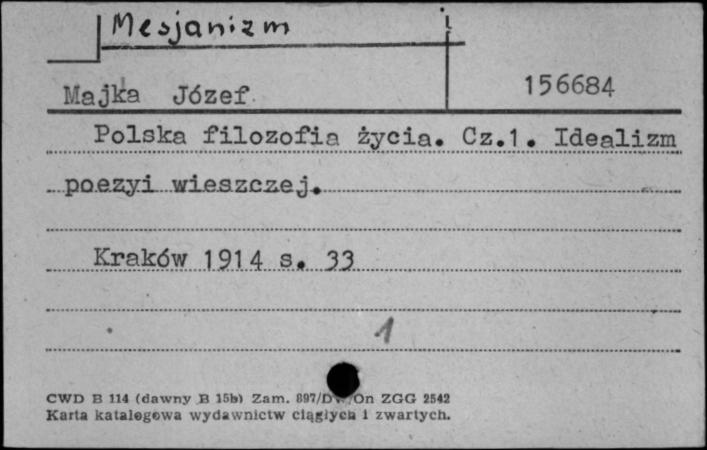 Mesjanizm
Majka Józef 156684
Polska filozofia życia. Cz.1. Idealizm
poezyi wieszczej.
Kraków 1914 s. 33
1
CWD B 114 (dawny B 15b) Zam. 897/DW/On ZGG 2542
Karta katalogowa wydawnictw ciągłych i zwartych.